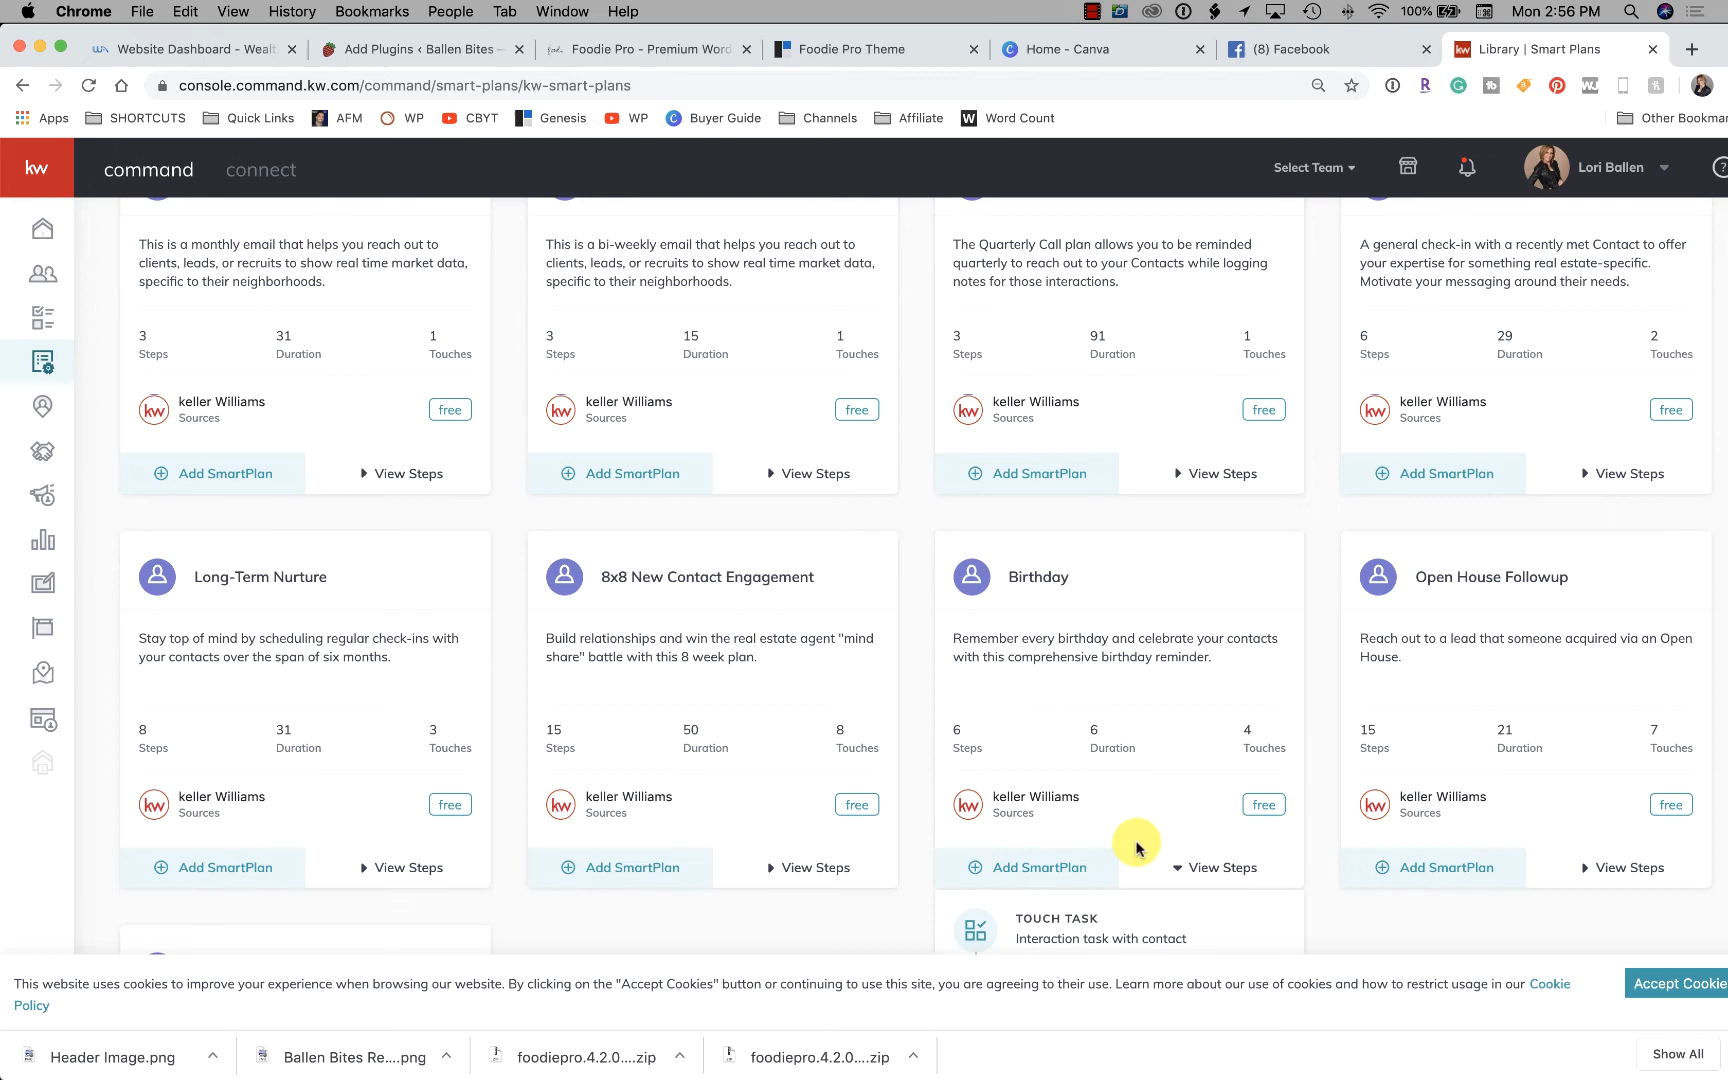 Chrome File Edit View History Bookmarks People Tab Window Help 100% Mon 2:56 PM
Website Dashboard - Wealt Add Plugins ‹ Ballen Bites — Foodie Pro - Premium Word Foodie Pro Theme Home - Canva (8) Facebook Library | Smart Plans
console.command.kw.com/command/smart-plans/kw-smart-plans
Apps SHORTCUTS Quick Links AFM WP CBYT Genesis WP Buyer Guide Channels Affiliate Word Count Other Bookmar
kw command connect Select Team Lori Ballen
This is a monthly email that helps you reach out to
clients, leads, or recruits to show real time market data,
specific to their neighborhoods.
3 31 1
Steps Duration Touches
kw keller Williams free
Sources
Add SmartPlan View Steps
This is a bi-weekly email that helps you reach out to
clients, leads, or recruits to show real time market data,
specific to their neighborhoods.
3 15 1
Steps Duration Touches
kw keller Williams free
Sources
Add SmartPlan View Steps
The Quarterly Call plan allows you to be reminded
quarterly to reach out to your Contacts while logging
notes for those interactions.
3 91 1
Steps Duration Touches
kw keller Williams free
Sources
Add SmartPlan View Steps
A general check-in with a recently met Contact to offer
your expertise for something real estate-specific.
Motivate your messaging around their needs.
6 29 2
Steps Duration Touches
kw keller Williams free
Sources
Add SmartPlan View Steps
Long-Term Nurture
Stay top of mind by scheduling regular check-ins with
your contacts over the span of six months.
8 31 3
Steps Duration Touches
kw keller Williams free
Sources
Add SmartPlan View Steps
8x8 New Contact Engagement
Build relationships and win the real estate agent "mind
share" battle with this 8 week plan.
15 50 8
Steps Duration Touches
kw keller Williams free
Sources
Add SmartPlan View Steps
Birthday
Remember every birthday and celebrate your contacts
with this comprehensive birthday reminder.
6 6 4
Steps Duration Touches
kw keller Williams free
Sources
Add SmartPlan View Steps
TOUCH TASK
Interaction task with contact
Open House Followup
Reach out to a lead that someone acquired via an Open
House.
15 21 7
Steps Duration Touches
kw keller Williams free
Sources
Add SmartPlan View Steps
This website uses cookies to improve your experience when browsing our website. By clicking on the "Accept Cookies" button or continuing to use this site, you are agreeing to their use. Learn more about our use of cookies and how to restrict usage in our Cookie
Policy
Accept Cookie
Header Image.png Ballen Bites Re....png foodiepro.4.2.0....zip foodiepro.4.2.0....zip Show All